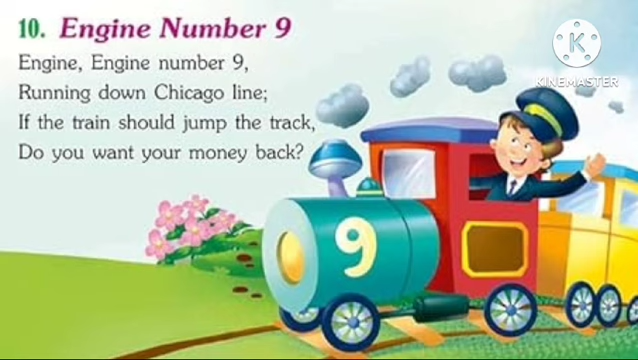 10. Engine Number 9
Engine, Engine number 9,
Running down Chicago line;
If the train should jump the track,
Do you want your money back?
K
KINEMASTER
9